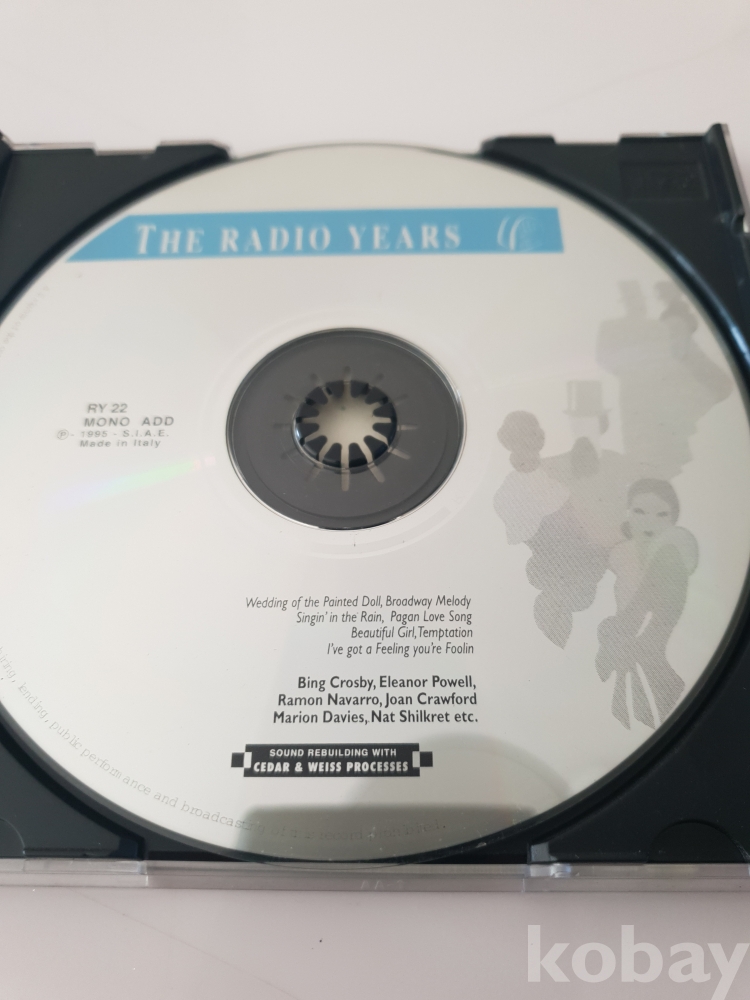 THE RADIO YEARS
RY 22
MONO ADD
℗ - 1995 - S.I.A.E.
Made in Italy
Wedding of the Painted Doll, Broadway Melody
Singin' in the Rain, Pagan Love Song
Beautiful Girl, Temptation
I've got a Feeling you're Foolin
Bing Crosby, Eleanor Powell,
Ramon Navarro, Joan Crawford
Marion Davies, Nat Shilkret etc.
SOUND REBUILDING WITH
CEDAR & WEISS PROCESSES
lending, public performance and broadcast
kobay